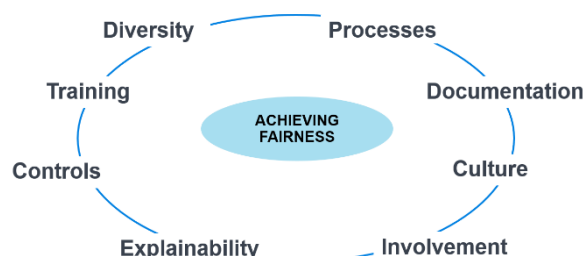 Diversity
Processes
Training
Documentation
ACHIEVING
FAIRNESS
Controls
Culture
Explainability
Involvement